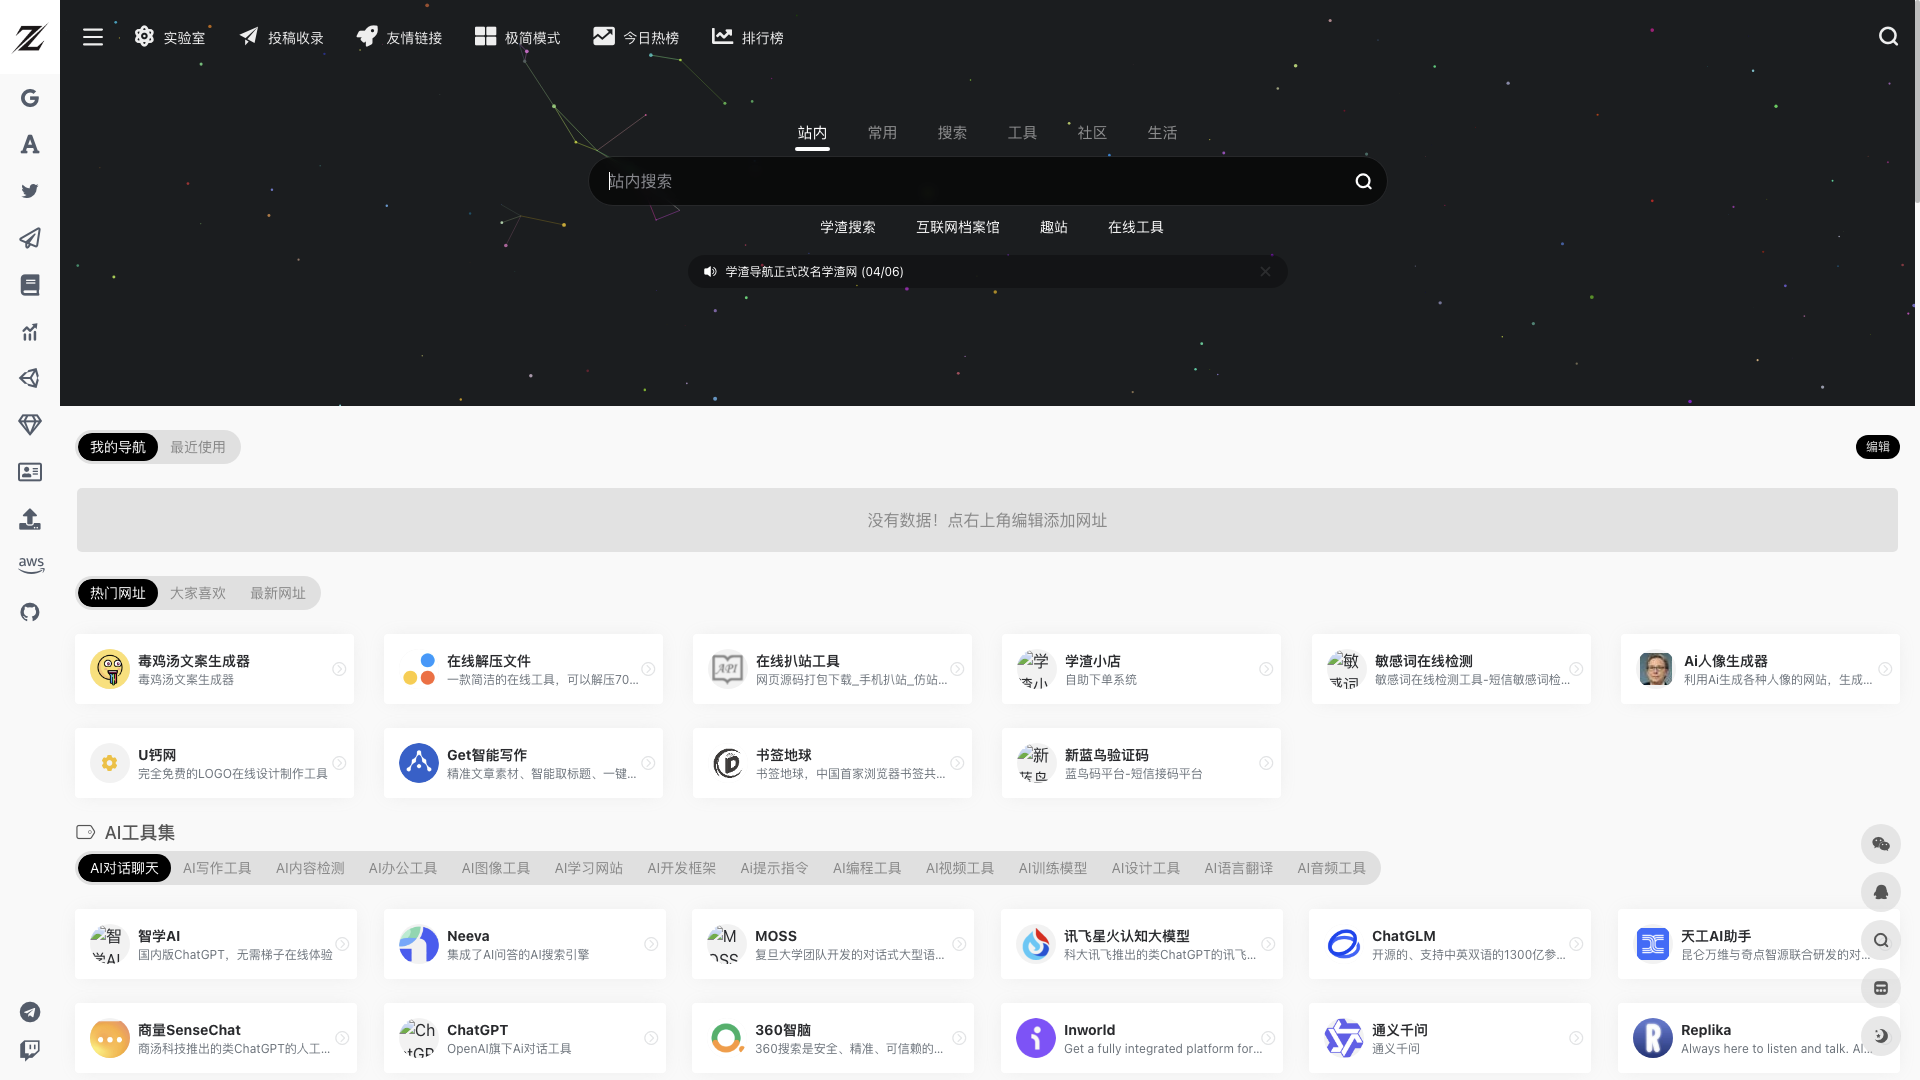 实验室 投稿收录 友情链接 极简模式 今日热榜 排行榜
站内 常用 搜索 工具 社区 生活
站内搜索
学渣搜索 互联网档案馆 趣站 在线工具
学渣导航正式改名学渣网 (04/06)
我的导航 最近使用 编辑
没有数据！点右上角编辑添加网址
aws
热门网址 大家喜欢 最新网址
毒鸡汤文案生成器
毒鸡汤文案生成器
在线解压文件
一款简洁的在线工具，可以解压70...
API
在线扒站工具
网页源码打包下载_手机扒站_仿站...
学渣小店
自助下单系统
敏感词在线检测
敏感词在线检测工具-短信敏感词检...
Ai人像生成器
利用Ai生成各种人像的网站，生成...
U钙网
完全免费的LOGO在线设计制作工具
Get智能写作
精准文章素材、智能取标题、一键...
书签地球
书签地球，中国首家浏览器书签共...
新蓝鸟验证码
蓝鸟码平台-短信接码平台
AI工具集
AI对话聊天 AI写作工具 AI内容检测 AI办公工具 AI图像工具 AI学习网站 AI开发框架 Ai提示指令 AI编程工具 AI视频工具 AI训练模型 AI设计工具 AI语言翻译 AI音频工具
智学AI
国内版ChatGPT，无需梯子在线体验
Neeva
集成了AI问答的AI搜索引擎
MOSS
复旦大学团队开发的对话式大型语...
讯飞星火认知大模型
科大讯飞推出的类ChatGPT的讯飞...
ChatGLM
开源的、支持中英双语的1300亿参...
天工AI助手
昆仑万维与奇点智源联合研发的对...
商量SenseChat
商汤科技推出的类ChatGPT的人工...
ChatGPT
OpenAI旗下Ai对话工具
360智脑
360搜索是安全、精准、可信赖的...
Inworld
Get a fully integrated platform for...
通义千问
通义千问
Replika
Always here to listen and talk. Al...